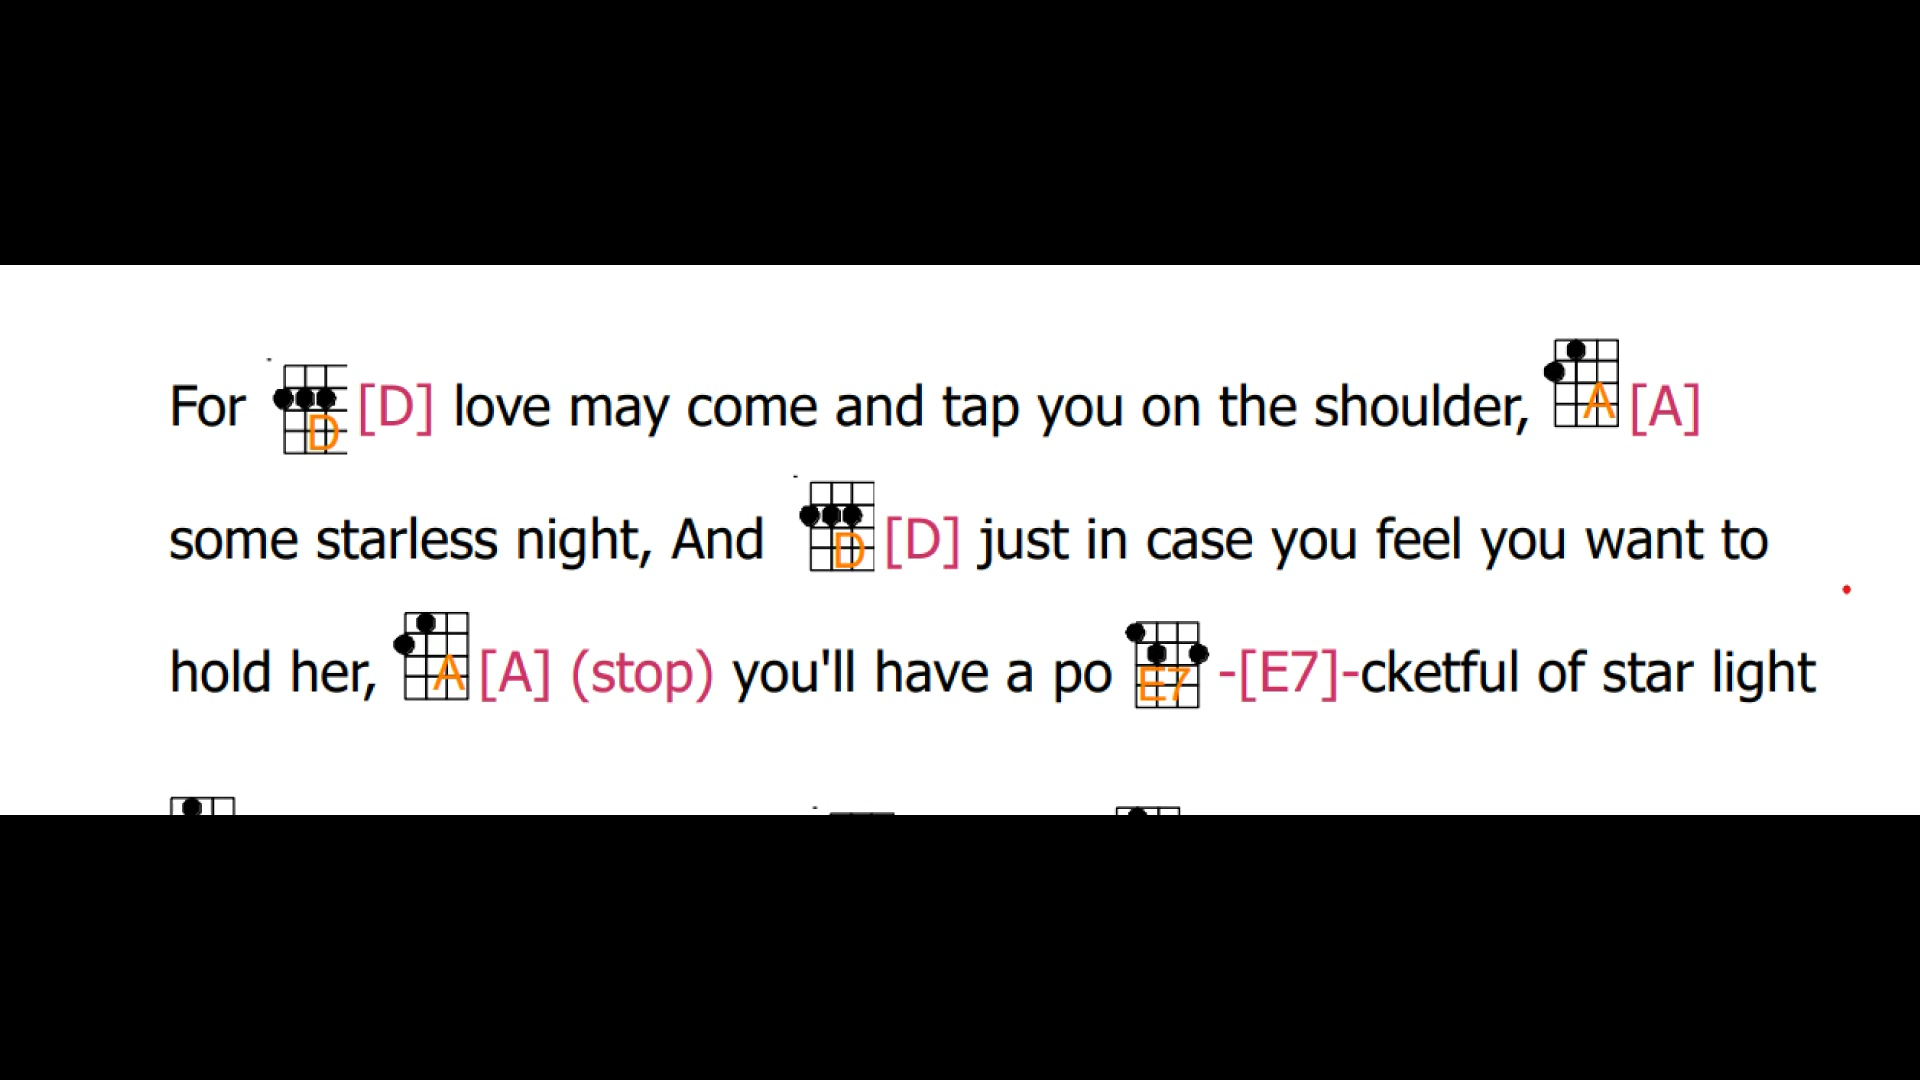 For D [D] love may come and tap you on the shoulder, A [A]
some starless night, And D [D] just in case you feel you want to
hold her, A [A] (stop) you'll have a po E7 -[E7]-cketful of star light